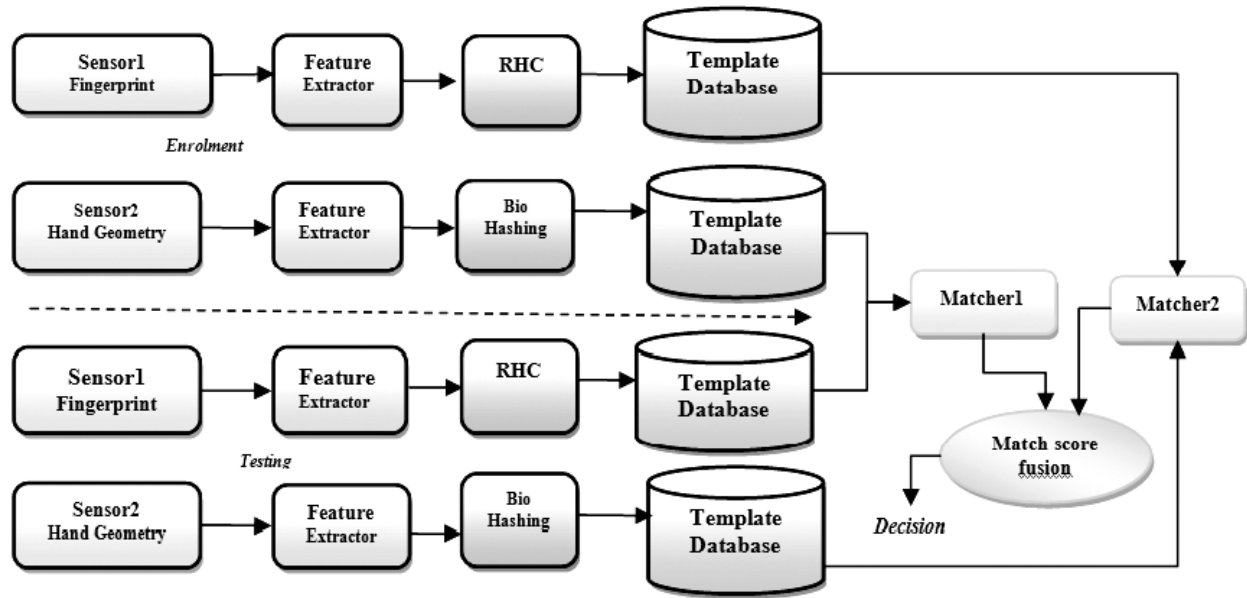 Sensor1
Fingerprint
Feature
Extractor
RHC
Template
Database
Enrolment
Sensor2
Hand Geometry
Feature
Extractor
Bio
Hashing
Template
Database
Matcher1
Matcher2
Sensor1
Fingerprint
Feature
Extractor
RHC
Template
Database
Match score
fusion
Testing
Sensor2
Hand Geometry
Feature
Extractor
Bio
Hashing
Template
Database
Decision